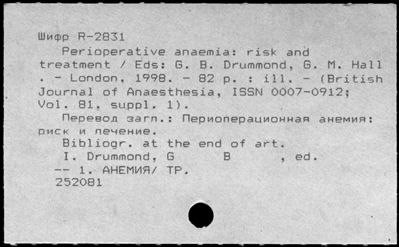 Шифр R-2831
Perioperative anaemia: risk and
treatment / Eds: G. B. Drummond, G. M. Hall
. - London, 1998. - 82 p. : ill. - (British
Journal of Anaesthesia, ISSN 0007-0912;
Vol. 81, suppl. 1).
Перевод загл.: Периоперационная анемия:
риск и лечение.
Bibliogr. at the end of art.
I. Drummond, G B , ed.
-- 1. АНЕМИЯ/ ТР.
252081